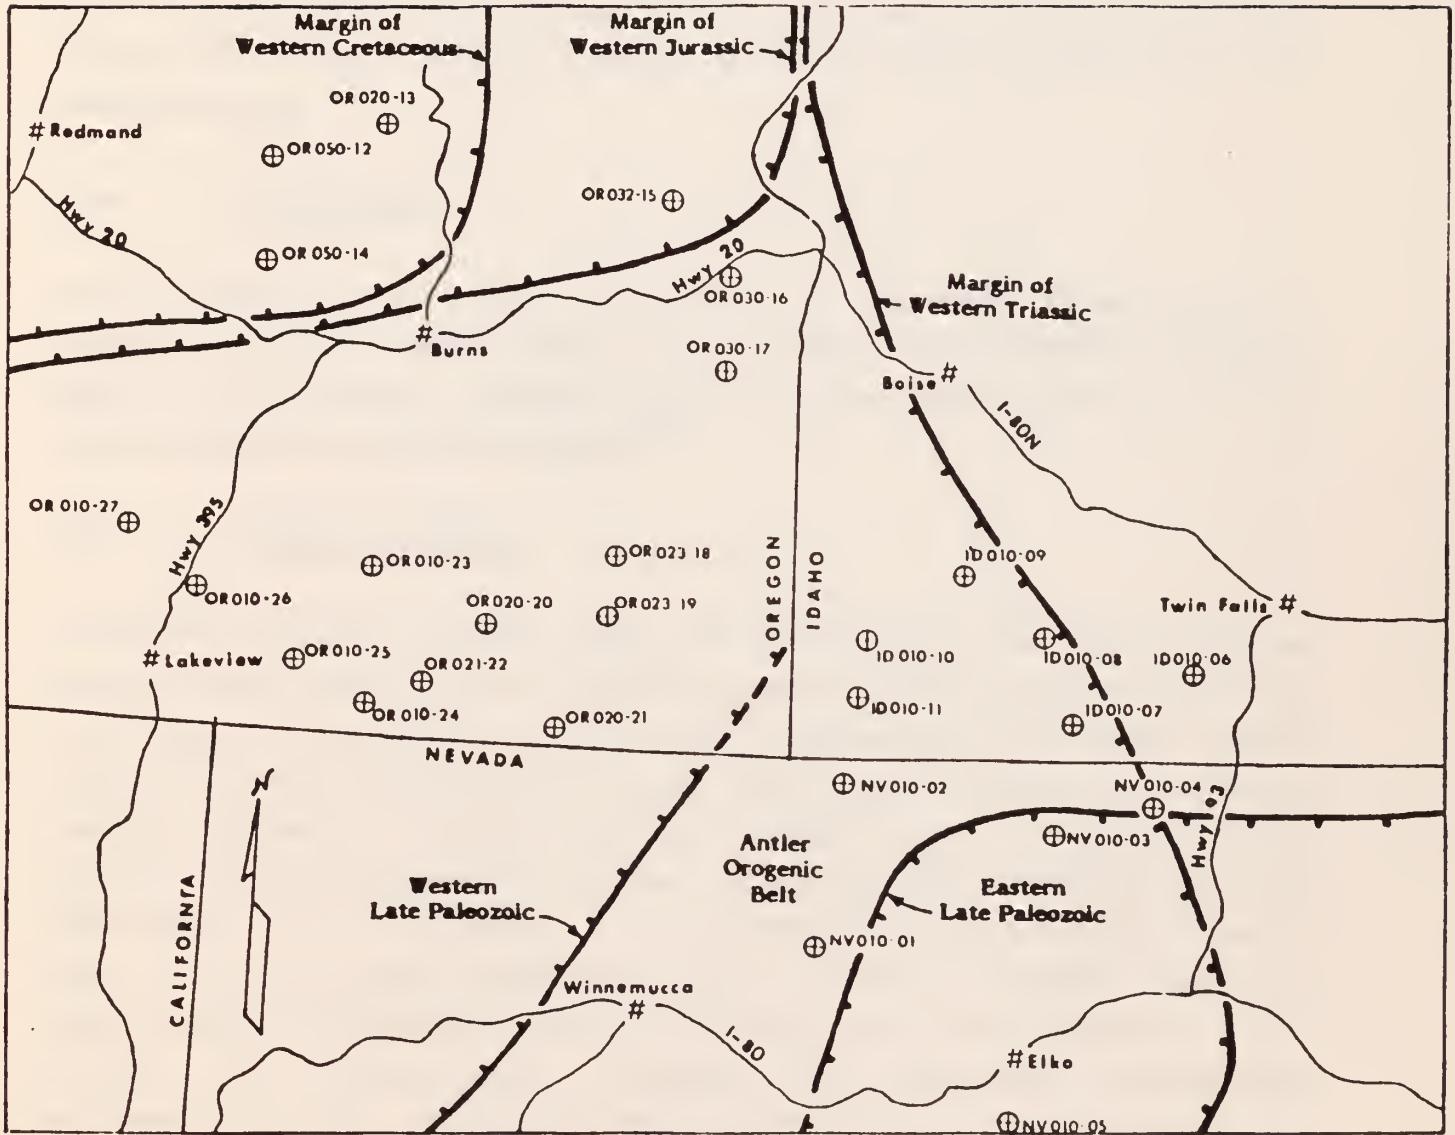 Margin of
Western Cretaceous
Margin of
Western Jurassic
OR 020-13
# Redmand
OR 050-12
OR 032-15
Hwy 20
OR 050-14
Hwy 20
OR 030-16
Margin of
Western Triassic
# Burns
OR 030-17
Boise #
I-80N
OR 010-27
Hwy 395
OR 010-23
OR 023 18
OREGON
IDAHO
ID 010-09
OR 010-26
OR 020-20
OR 023 19
Twin Falls #
# Lakeview
OR 010-25
OR 021-22
ID 010-10
ID 010-08
ID 010-06
OR 010-24
OR 020-21
ID 010-11
ID 010-07
NEVADA
N
NV 010-02
NV 010-04
Hwy 93
NV 010-03
Antler
Orogenic
Belt
Western
Late Paleozoic
Eastern
Late Paleozoic
CALIFORNIA
NV 010-01
Winnemucca
#
I-80
# Elko
NV 010-05